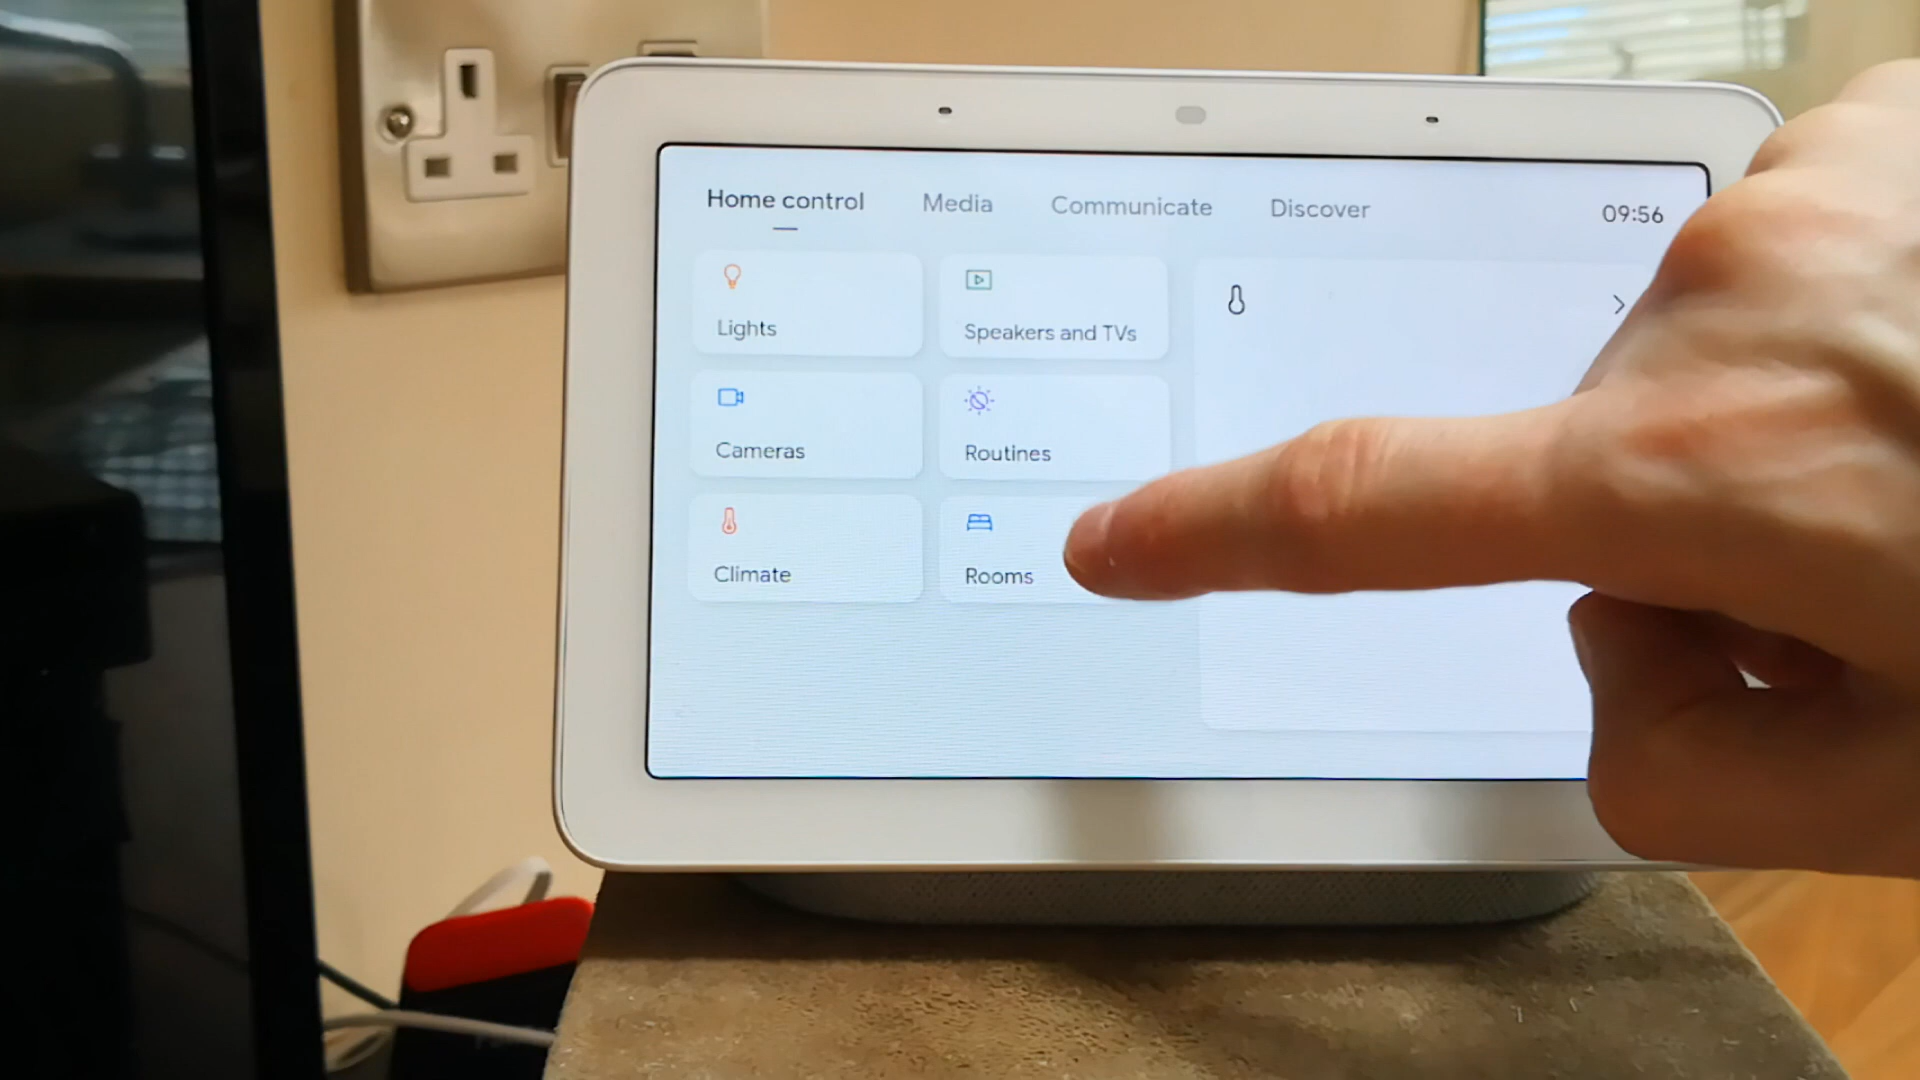 Home control Media Communicate Discover 09:56
Lights
Speakers and TVs
Cameras
Routines
Climate
Rooms